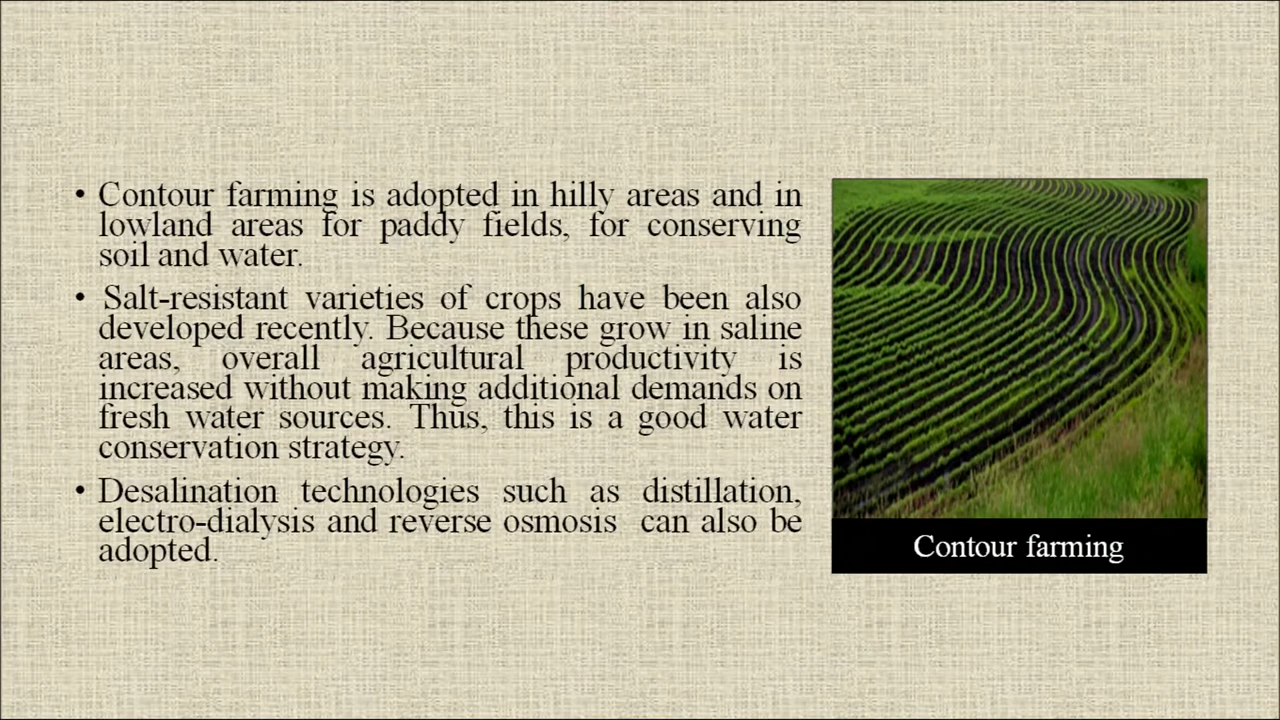 • Contour farming is adopted in hilly areas and in
lowland areas for paddy fields, for conserving
soil and water.
• Salt-resistant varieties of crops have been also
developed recently. Because these grow in saline
areas, overall agricultural productivity is
increased without making additional demands on
fresh water sources. Thus, this is a good water
conservation strategy.
• Desalination technologies such as distillation,
electro-dialysis and reverse osmosis can also be
adopted.
Contour farming